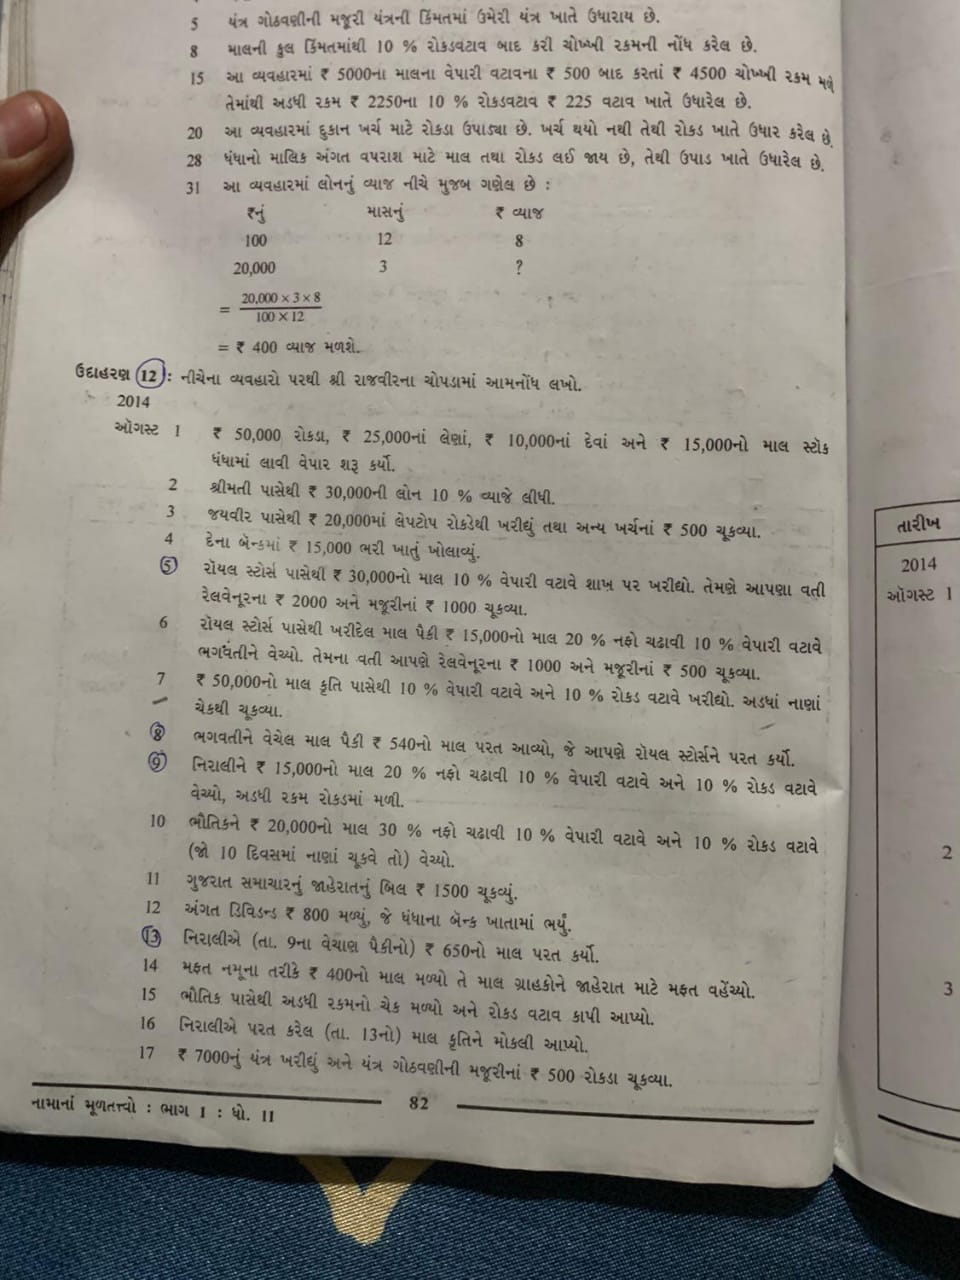 5 યંત્ર ગોઠવણીની મજૂરી યંત્રની કિંમતમાં ઉમેરી યંત્ર ખાતે ઉધારાય છે.
8 માલની કુલ કિંમતમાંથી 10 % રોકડવટાવ બાદ કરી ચોખ્ખી રકમની નોંધ કરેલ છે.
15 આ વ્યવહારમાં ₹ 5000ના માલના વેપારી વટાવના ₹ 500 બાદ કરતાં ₹ 4500 ચોખ્ખી રકમ મળે
તેમાંથી અડધી રકમ ₹ 2250ના 10 % રોકડવટાવ ₹ 225 વટાવ ખાતે ઉધારેલ છે.
20 આ વ્યવહારમાં દુકાન ખર્ચ માટે રોકડા ઉપાડ્યા છે. ખર્ચ થયો નથી તેથી રોકડ ખાતે ઉધાર કરેલ છે.
28 ધંધાનો માલિક અંગત વપરાશ માટે માલ તથા રોકડ લઈ જાય છે, તેથી ઉપાડ ખાતે ઉધારેલ છે.
31 આ વ્યવહારમાં લોનનું વ્યાજ નીચે મુજબ ગણેલ છે :
₹નું માસનું ₹ વ્યાજ
100 12 8
20,000 3 ?
= 20,000 × 3 × 8
100 × 12
= ₹ 400 વ્યાજ મળશે.
ઉદાહરણ 12 : નીચેના વ્યવહારો પરથી શ્રી રાજવીરના ચોપડામાં આમનોંધ લખો.
2014
ઑગસ્ટ 1 ₹ 50,000 રોકડા, ₹ 25,000નાં લેણાં, ₹ 10,000નાં દેવાં અને ₹ 15,000નો માલ સ્ટૉક
ધંધામાં લાવી વેપાર શરૂ કર્યો.
2 શ્રીમતી પાસેથી ₹ 30,000ની લોન 10 % વ્યાજે લીધી.
3 જયવીર પાસેથી ₹ 20,000માં લેપટોપ રોકડેથી ખરીદ્યું તથા અન્ય ખર્ચનાં ₹ 500 ચૂકવ્યા.
4 દેના બૅન્કમાં ₹ 15,000 ભરી ખાતું ખોલાવ્યું.
5 રૉયલ સ્ટોર્સ પાસેથી ₹ 30,000નો માલ 10 % વેપારી વટાવે શાખ પર ખરીદ્યો. તેમણે આપણા વતી
રેલવેનૂરના ₹ 2000 અને મજૂરીનાં ₹ 1000 ચૂકવ્યા.
6 રૉયલ સ્ટોર્સ પાસેથી ખરીદેલ માલ પૈકી ₹ 15,000નો માલ 20 % નફો ચઢાવી 10 % વેપારી વટાવે
ભગવતીને વેચ્યો. તેમના વતી આપણે રેલવેનૂરના ₹ 1000 અને મજૂરીનાં ₹ 500 ચૂકવ્યા.
7 ₹ 50,000નો માલ કૃતિ પાસેથી 10 % વેપારી વટાવે અને 10 % રોકડ વટાવે ખરીદ્યો. અડધાં નાણાં
ચેકથી ચૂકવ્યા.
8 ભગવતીને વેચેલ માલ પૈકી ₹ 540નો માલ પરત આવ્યો, જે આપણે રૉયલ સ્ટોર્સને પરત કર્યો.
9 નિરાલીને ₹ 15,000નો માલ 20 % નફો ચઢાવી 10 % વેપારી વટાવે અને 10 % રોકડ વટાવે
વેચ્યો, અડધી રકમ રોકડમાં મળી.
10 ભૌતિકને ₹ 20,000નો માલ 30 % નફો ચઢાવી 10 % વેપારી વટાવે અને 10 % રોકડ વટાવે
(જો 10 દિવસમાં નાણાં ચૂકવે તો) વેચ્યો.
11 ગુજરાત સમાચારનું જાહેરાતનું બિલ ₹ 1500 ચૂકવ્યું.
12 અંગત ડિવિડન્ડ ₹ 800 મળ્યું, જે ધંધાના બૅન્ક ખાતામાં ભર્યું.
13 નિરાલીએ (તા. 9ના વેચાણ પૈકીનો) ₹ 650નો માલ પરત કર્યો.
14 મફત નમૂના તરીકે ₹ 400નો માલ મળ્યો તે માલ ગ્રાહકોને જાહેરાત માટે મફત વહેંચ્યો.
15 ભૌતિક પાસેથી અડધી રકમનો ચેક મળ્યો અને રોકડ વટાવ કાપી આપ્યો.
16 નિરાલીએ પરત કરેલ (તા. 13નો) માલ કૃતિને મોકલી આપ્યો.
17 ₹ 7000નું યંત્ર ખરીદ્યું અને યંત્ર ગોઠવણીની મજૂરીનાં ₹ 500 રોકડા ચૂકવ્યા.
નામાનાં મૂળતત્ત્વો : ભાગ I : ધો. II 82
તારીખ
2014
ઑગસ્ટ 1
2
3